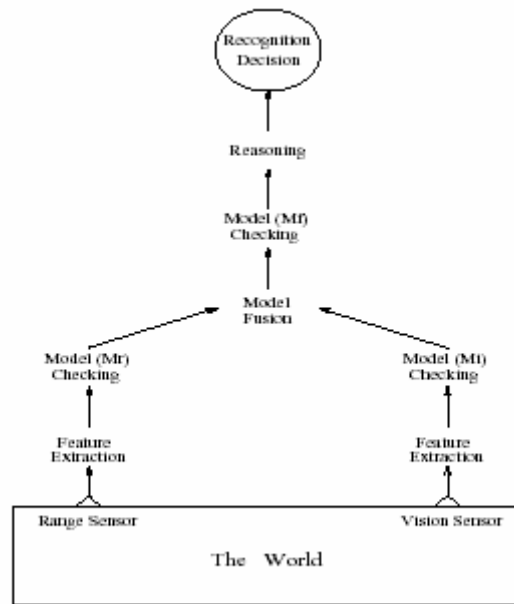 Recognition
Decision
Reasoning
Model (Mf)
Checking
Model
Fusion
Model (Mr)
Checking
Model (Mi)
Checking
Feature
Extraction
Feature
Extraction
Range Sensor
Vision Sensor
The World